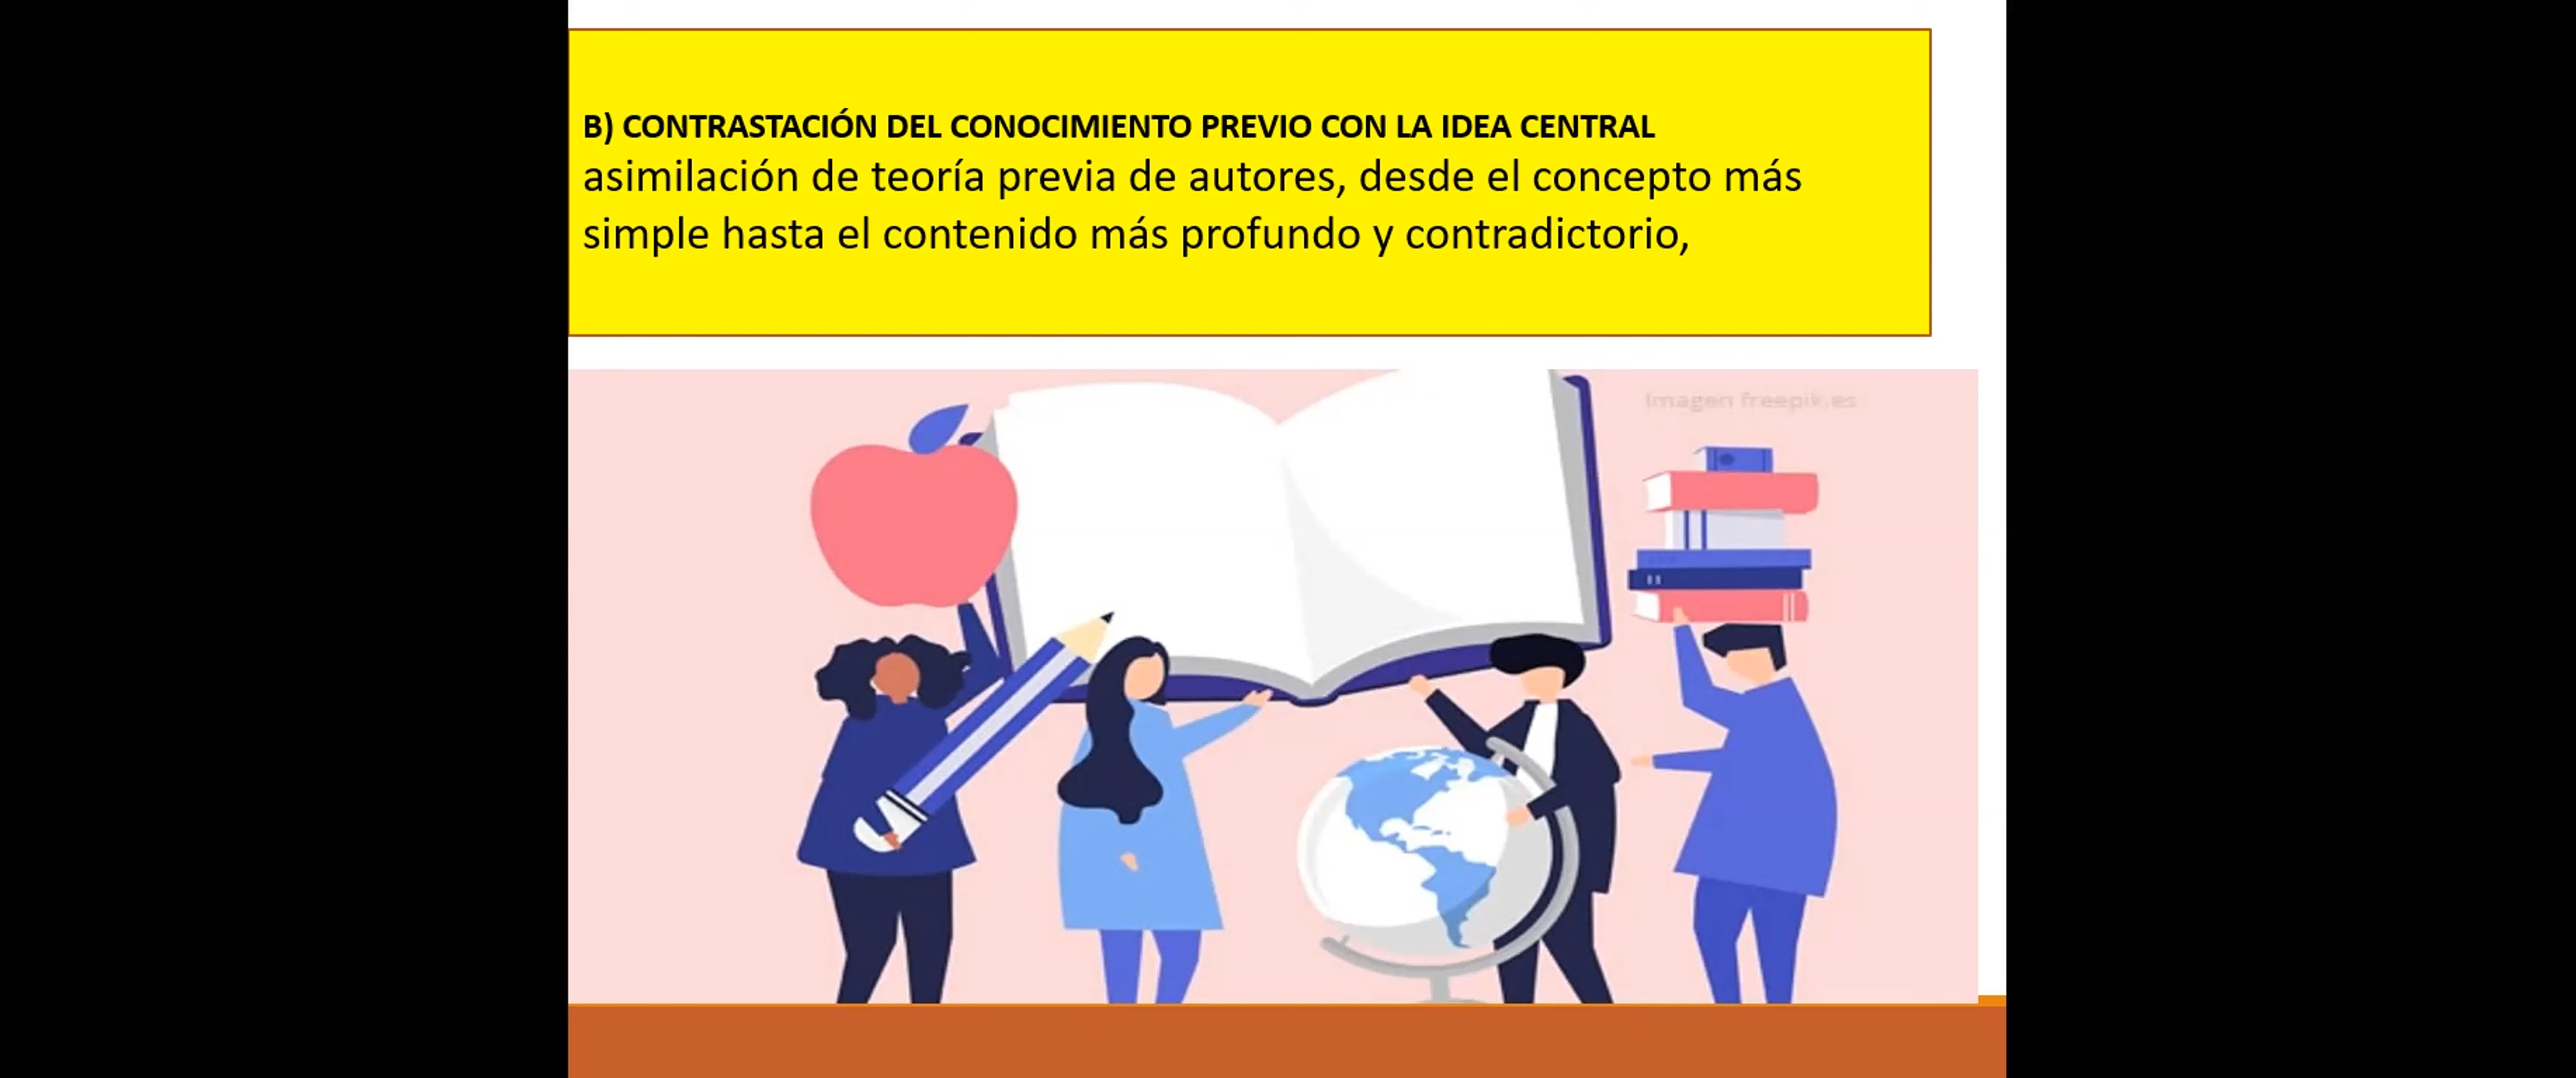 B) CONTRASTACIÓN DEL CONOCIMIENTO PREVIO CON LA IDEA CENTRAL
asimilación de teoría previa de autores, desde el concepto más
simple hasta el contenido más profundo y contradictorio,
Imagen freepik.es